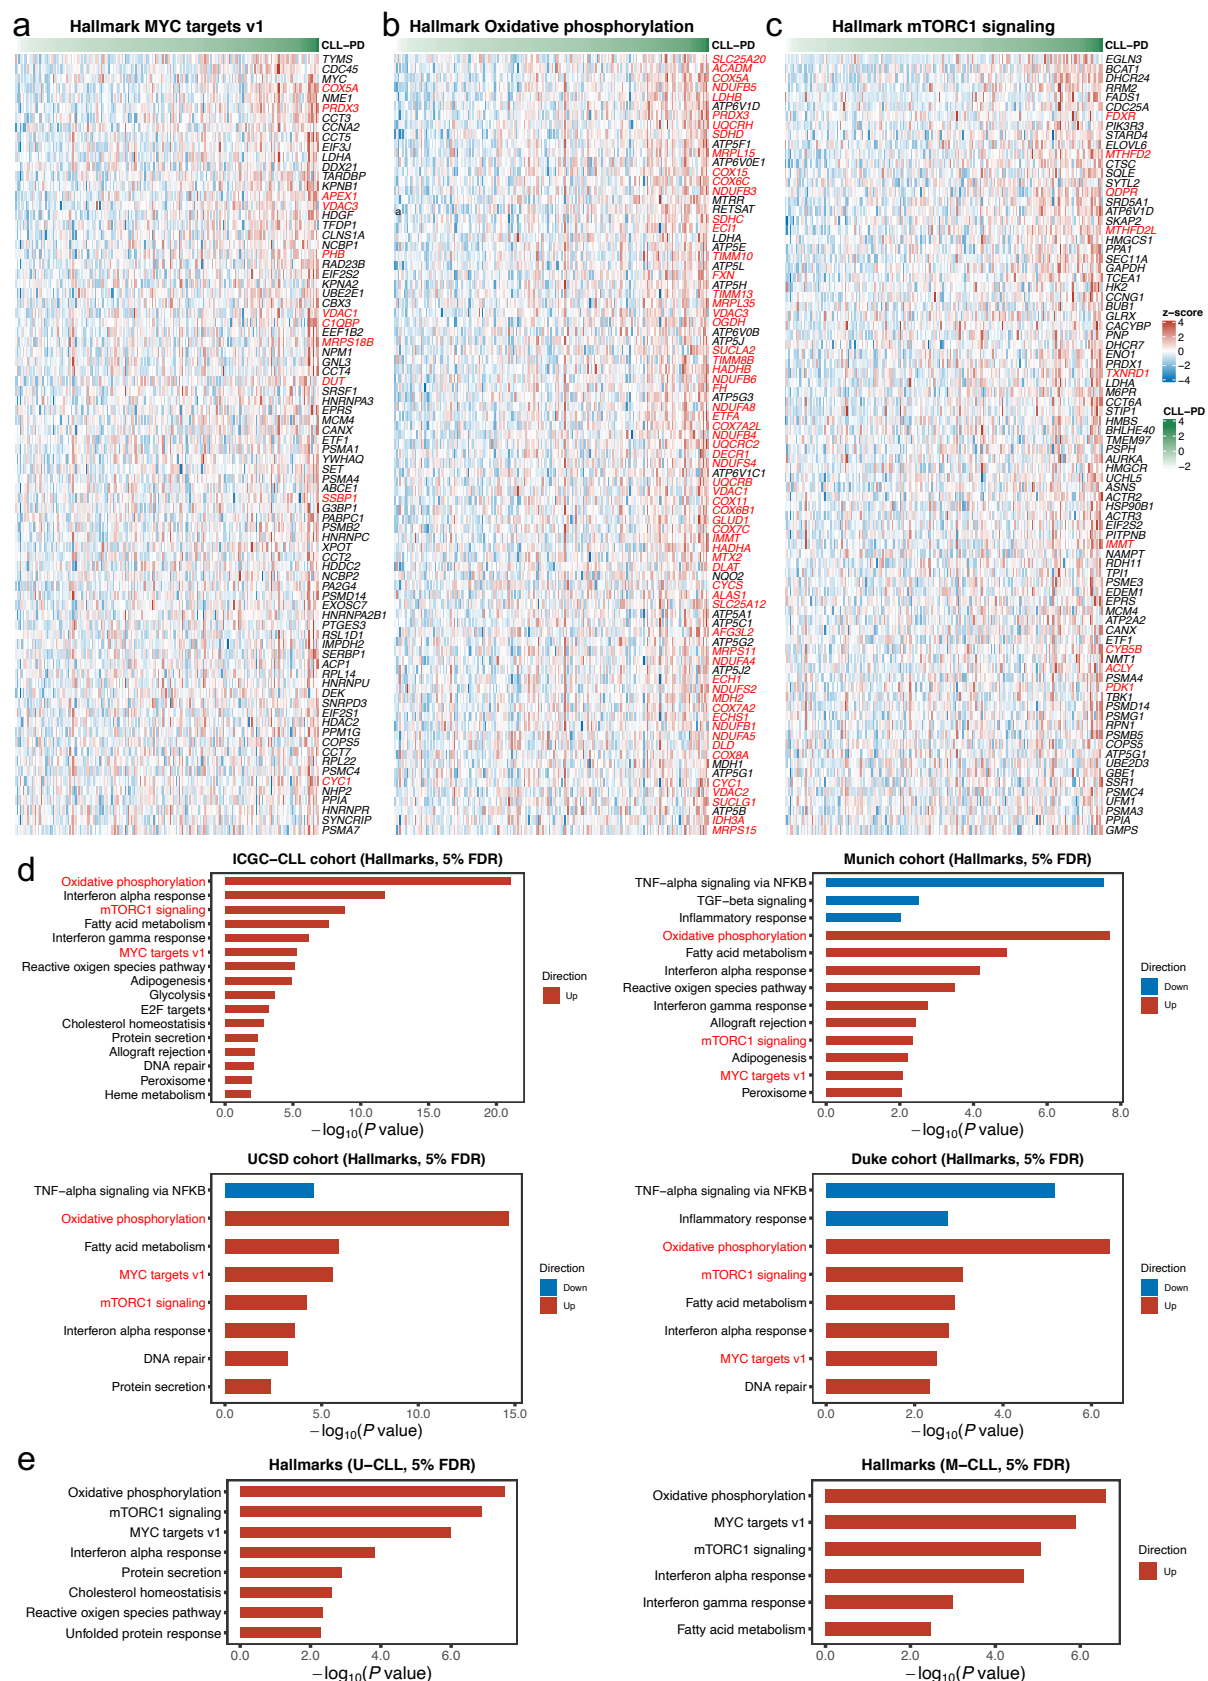 a
Hallmark MYC targets v1
CLL−PD
TYMS
CDC45
MYC
COX5A
NME1
PRDX3
CCT3
CCNA2
CCT5
EIF3J
LDHA
DDX21
TARDBP
KPNB1
APEX1
VDAC3
HDGF
TFDP1
CLNS1A
NCBP1
PHB
RAD23B
EIF2S2
KPNA2
UBE2E1
CBX3
VDAC1
C1QBP
EEF1B2
MRPS18B
NPM1
GNL3
CCT4
DUT
SRSF1
HNRNPA3
EPRS
MCM4
CANX
ETF1
PSMA1
YWHAQ
SET
PSMA4
ABCE1
SSBP1
G3BP1
PABPC1
PSMB2
HNRNPC
XPOT
CCT2
HDDC2
NCBP2
PA2G4
PSMD14
EXOSC7
HNRNPA2B1
PTGES3
RSL1D1
IMPDH2
SERBP1
ACP1
RPL14
HNRNPU
DEK
SNRPD3
EIF2S1
HDAC2
PPM1G
COPS5
CCT7
RPL22
PSMC4
CYC1
NHP2
PPIA
HNRNPR
SYNCRIP
PSMA7
b
Hallmark Oxidative phosphorylation
CLL−PD
a
SLC25A20
ACADM
COX5A
NDUFB5
LDHB
ATP6V1D
PRDX3
UQCRH
SDHD
ATP5F1
MRPL15
ATP6V0E1
COX15
COX6C
NDUFB3
MTRR
RETSAT
SDHC
ECI1
LDHA
ATP5E
TIMM10
ATP5L
FXN
ATP5H
TIMM13
MRPL35
VDAC3
OGDH
ATP6V0B
ATP5J
SUCLA2
TIMM8B
HADHB
NDUFB6
FH
ATP5G3
NDUFA8
ETFA
COX7A2L
NDUFB4
UQCRC2
DECR1
NDUFS4
ATP6V1C1
UQCRB
VDAC1
COX11
COX6B1
GLUD1
COX7C
IMMT
HADHA
MTX2
DLAT
NQO2
CYCS
ALAS1
SLC25A12
ATP5A1
ATP5C1
AFG3L2
ATP5G2
MRPS11
NDUFA4
ATP5J2
ECH1
NDUFS2
MDH2
COX7A2
ECHS1
NDUFB1
NDUFA5
DLD
COX8A
MDH1
ATP5G1
CYC1
VDAC2
SUCLG1
ATP5B
IDH3A
MRPS15
c
Hallmark mTORC1 signaling
CLL−PD
EGLN3
BCAT1
DHCR24
RRM2
FADS1
CDC25A
FDXR
PIK3R3
STARD4
ELOVL6
MTHFD2
CTSC
SQLE
SYTL2
QDPR
SRD5A1
ATP6V1D
SKAP2
MTHFD2L
HMGCS1
PPA1
SEC11A
GAPDH
TCEA1
HK2
CCNG1
BUB1
GLRX
CACYBP
PNP
DHCR7
ENO1
PRDX1
TXNRD1
LDHA
M6PR
CCT6A
STIP1
HMBS
BHLHE40
TMEM97
PSPH
AURKA
HMGCR
UCHL5
ASNS
ACTR2
HSP90B1
ACTR3
EIF2S2
PITPNB
IMMT
NAMPT
RDH11
TPI1
PSME3
EDEM1
EPRS
MCM4
ATP2A2
CANX
ETF1
CYB5B
NMT1
ACLY
PSMA4
PDK1
TBK1
PSMD14
PSMG1
RPN1
PSMB5
COPS5
ATP5G1
UBE2D3
GBE1
SSR1
PSMC4
UFM1
PSMA3
PPIA
GMPS
z−score
4
2
0
−2
−4
CLL−PD
4
2
0
−2
d
ICGC−CLL cohort (Hallmarks, 5% FDR)
Oxidative phosphorylation
Interferon alpha response
mTORC1 signaling
Fatty acid metabolism
Interferon gamma response
MYC targets v1
Reactive oxigen species pathway
Adipogenesis
Glycolysis
E2F targets
Cholesterol homeostatisis
Protein secretion
Allograft rejection
DNA repair
Peroxisome
Heme metabolism
0.0 5.0 10.0 15.0 20.0
−log10(P value)
Direction
Up
Munich cohort (Hallmarks, 5% FDR)
TNF−alpha signaling via NFKB
TGF−beta signaling
Inflammatory response
Oxidative phosphorylation
Fatty acid metabolism
Interferon alpha response
Reactive oxigen species pathway
Interferon gamma response
Allograft rejection
mTORC1 signaling
Adipogenesis
MYC targets v1
Peroxisome
0.0 2.0 4.0 6.0 8.0
−log10(P value)
Direction
Down
Up
UCSD cohort (Hallmarks, 5% FDR)
TNF−alpha signaling via NFKB
Oxidative phosphorylation
Fatty acid metabolism
MYC targets v1
mTORC1 signaling
Interferon alpha response
DNA repair
Protein secretion
0.0 5.0 10.0 15.0
−log10(P value)
Direction
Down
Up
Duke cohort (Hallmarks, 5% FDR)
TNF−alpha signaling via NFKB
Inflammatory response
Oxidative phosphorylation
mTORC1 signaling
Fatty acid metabolism
Interferon alpha response
MYC targets v1
DNA repair
0.0 2.0 4.0 6.0
−log10(P value)
Direction
Down
Up
e
Hallmarks (U−CLL, 5% FDR)
Oxidative phosphorylation
mTORC1 signaling
MYC targets v1
Interferon alpha response
Protein secretion
Cholesterol homeostatisis
Reactive oxigen species pathway
Unfolded protein response
0.0 2.0 4.0 6.0
−log10(P value)
Hallmarks (M−CLL, 5% FDR)
Oxidative phosphorylation
MYC targets v1
mTORC1 signaling
Interferon alpha response
Interferon gamma response
Fatty acid metabolism
0.0 2.0 4.0 6.0
−log10(P value)
Direction
Up